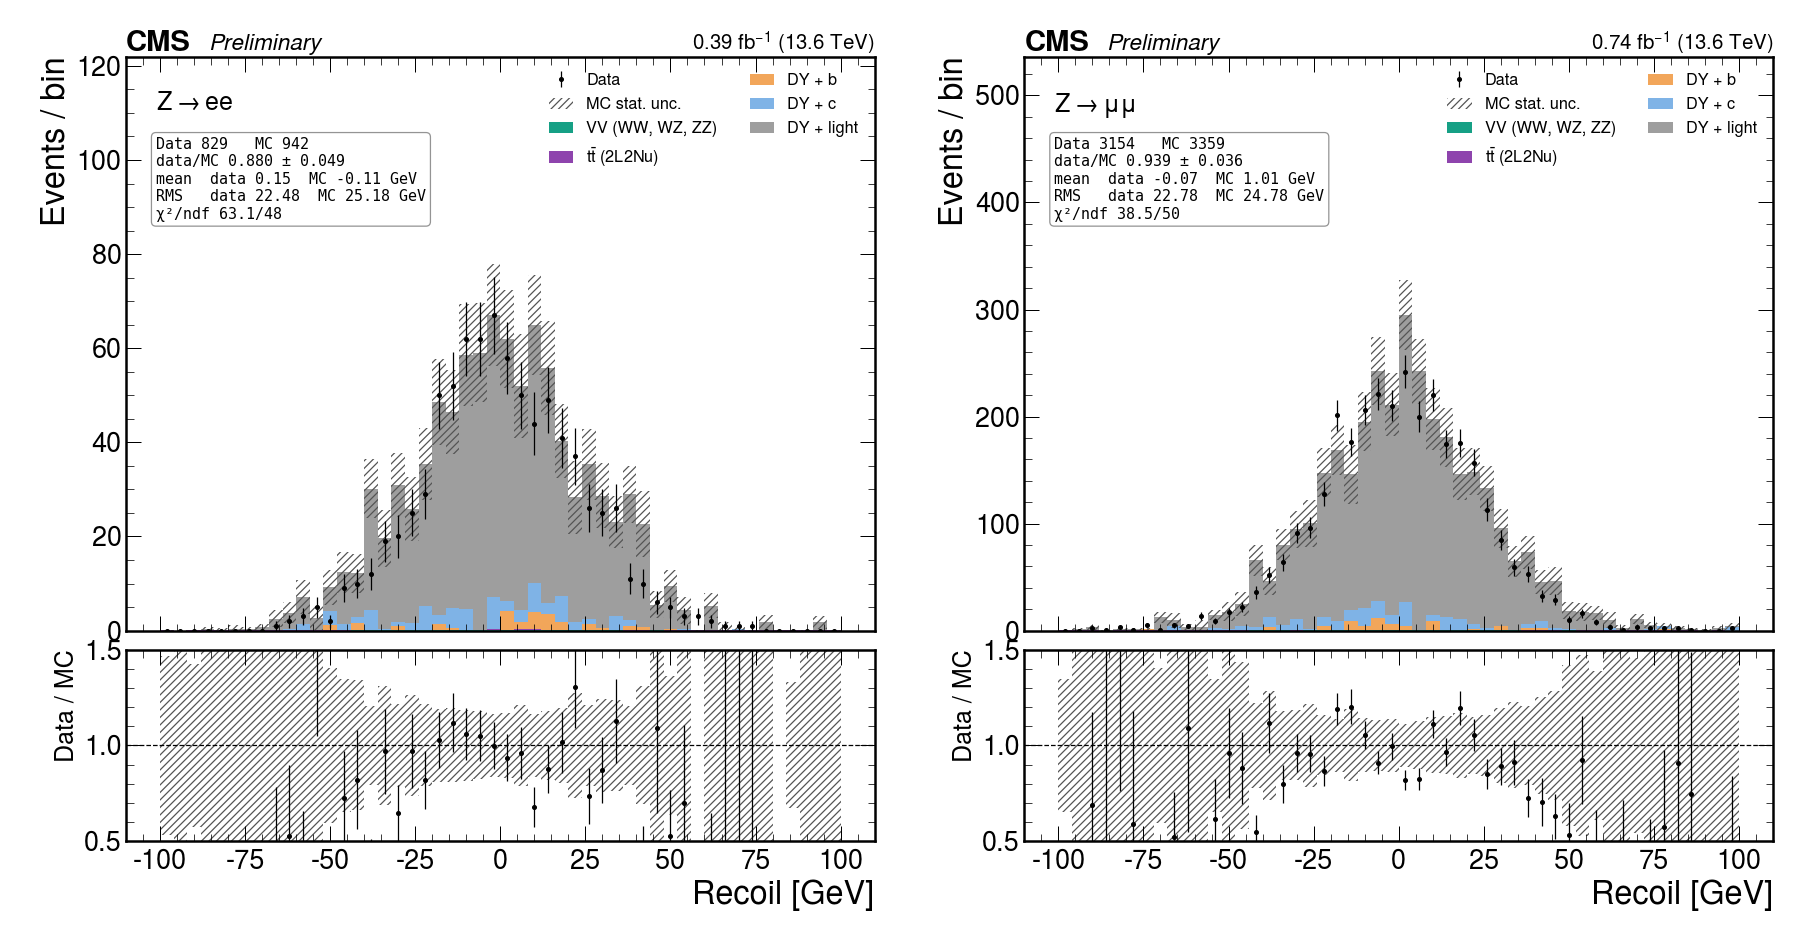 CMS Preliminary 0.39 fb⁻¹ (13.6 TeV)
Events / bin
120
100
80
60
40
20
0
Z → ee
Data 829 MC 942
data/MC 0.880 ± 0.049
mean data 0.15 MC -0.11 GeV
RMS data 22.48 MC 25.18 GeV
χ²/ndf 63.1/48
Data
MC stat. unc.
VV (WW, WZ, ZZ)
tt̄ (2L2Nu)
DY + b
DY + c
DY + light
Data / MC
1.5
1.0
0.5
-100 -75 -50 -25 0 25 50 75 100
Recoil [GeV]
CMS Preliminary 0.74 fb⁻¹ (13.6 TeV)
Events / bin
500
400
300
200
100
0
Z → μμ
Data 3154 MC 3359
data/MC 0.939 ± 0.036
mean data -0.07 MC 1.01 GeV
RMS data 22.78 MC 24.78 GeV
χ²/ndf 38.5/50
Data
MC stat. unc.
VV (WW, WZ, ZZ)
tt̄ (2L2Nu)
DY + b
DY + c
DY + light
Data / MC
1.5
1.0
0.5
-100 -75 -50 -25 0 25 50 75 100
Recoil [GeV]